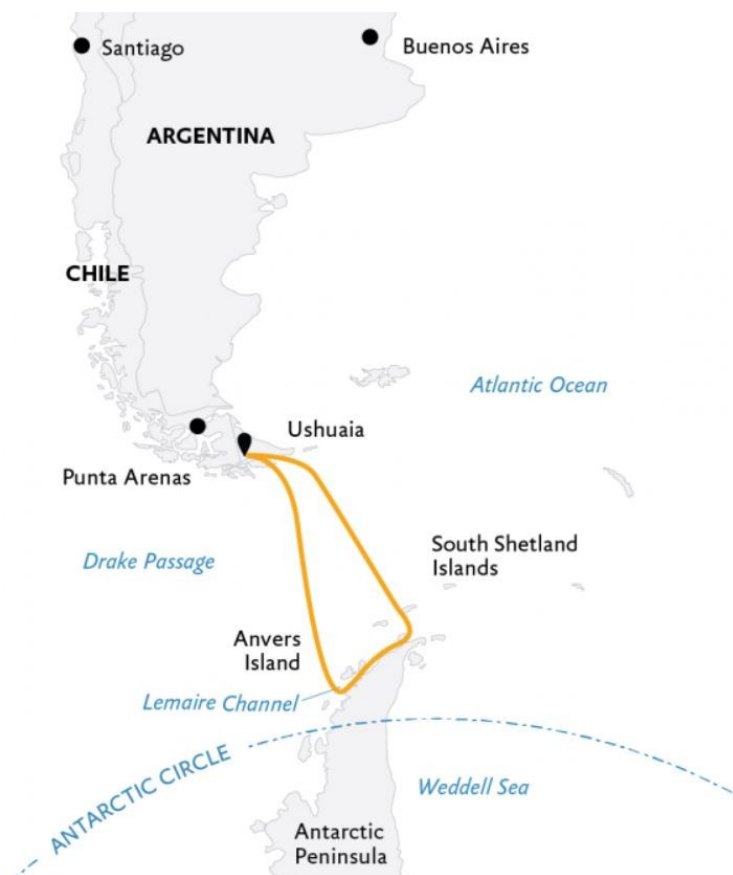 Santiago
Buenos Aires
ARGENTINA
CHILE
Atlantic Ocean
Ushuaia
Punta Arenas
South Shetland
Islands
Drake Passage
Anvers
Island
Lemaire Channel
ANTARCTIC CIRCLE
Weddell Sea
Antarctic
Peninsula